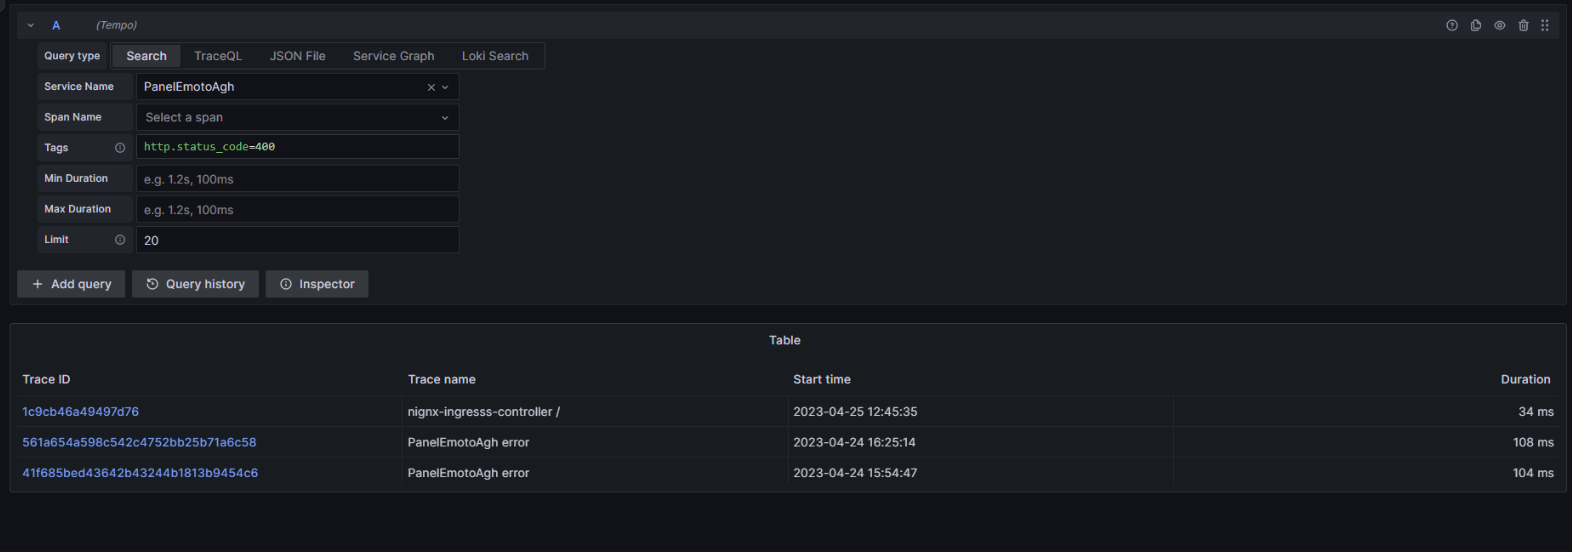 A (Tempo)
Query type Search TraceQL JSON File Service Graph Loki Search
Service Name PanelEmotoAgh
Span Name Select a span
Tags http.status_code=400
Min Duration e.g. 1.2s, 100ms
Max Duration e.g. 1.2s, 100ms
Limit 20
+ Add query Query history Inspector
Table
Trace ID Trace name Start time Duration
1c9cb46a49497d76 nignx-ingresss-controller / 2023-04-25 12:45:35 34 ms
561a654a598c542c4752bb25b71a6c58 PanelEmotoAgh error 2023-04-24 16:25:14 108 ms
41f685bed43642b43244b1813b9454c6 PanelEmotoAgh error 2023-04-24 15:54:47 104 ms